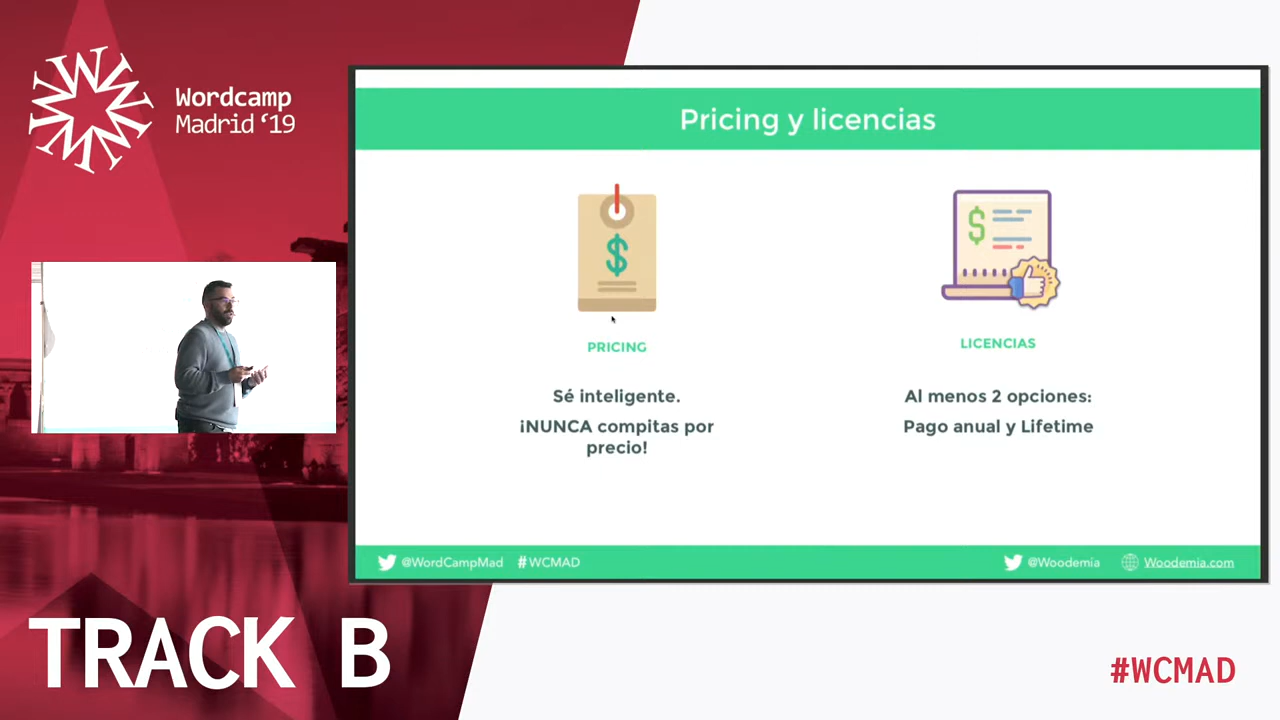 Wordcamp
Madrid ‘19
Pricing y licencias
$
$
PRICING
LICENCIAS
Sé inteligente.
¡NUNCA compitas por
precio!
Al menos 2 opciones:
Pago anual y Lifetime
@WordCampMad #WCMAD
@Woodemia Woodemia.com
TRACK B
#WCMAD